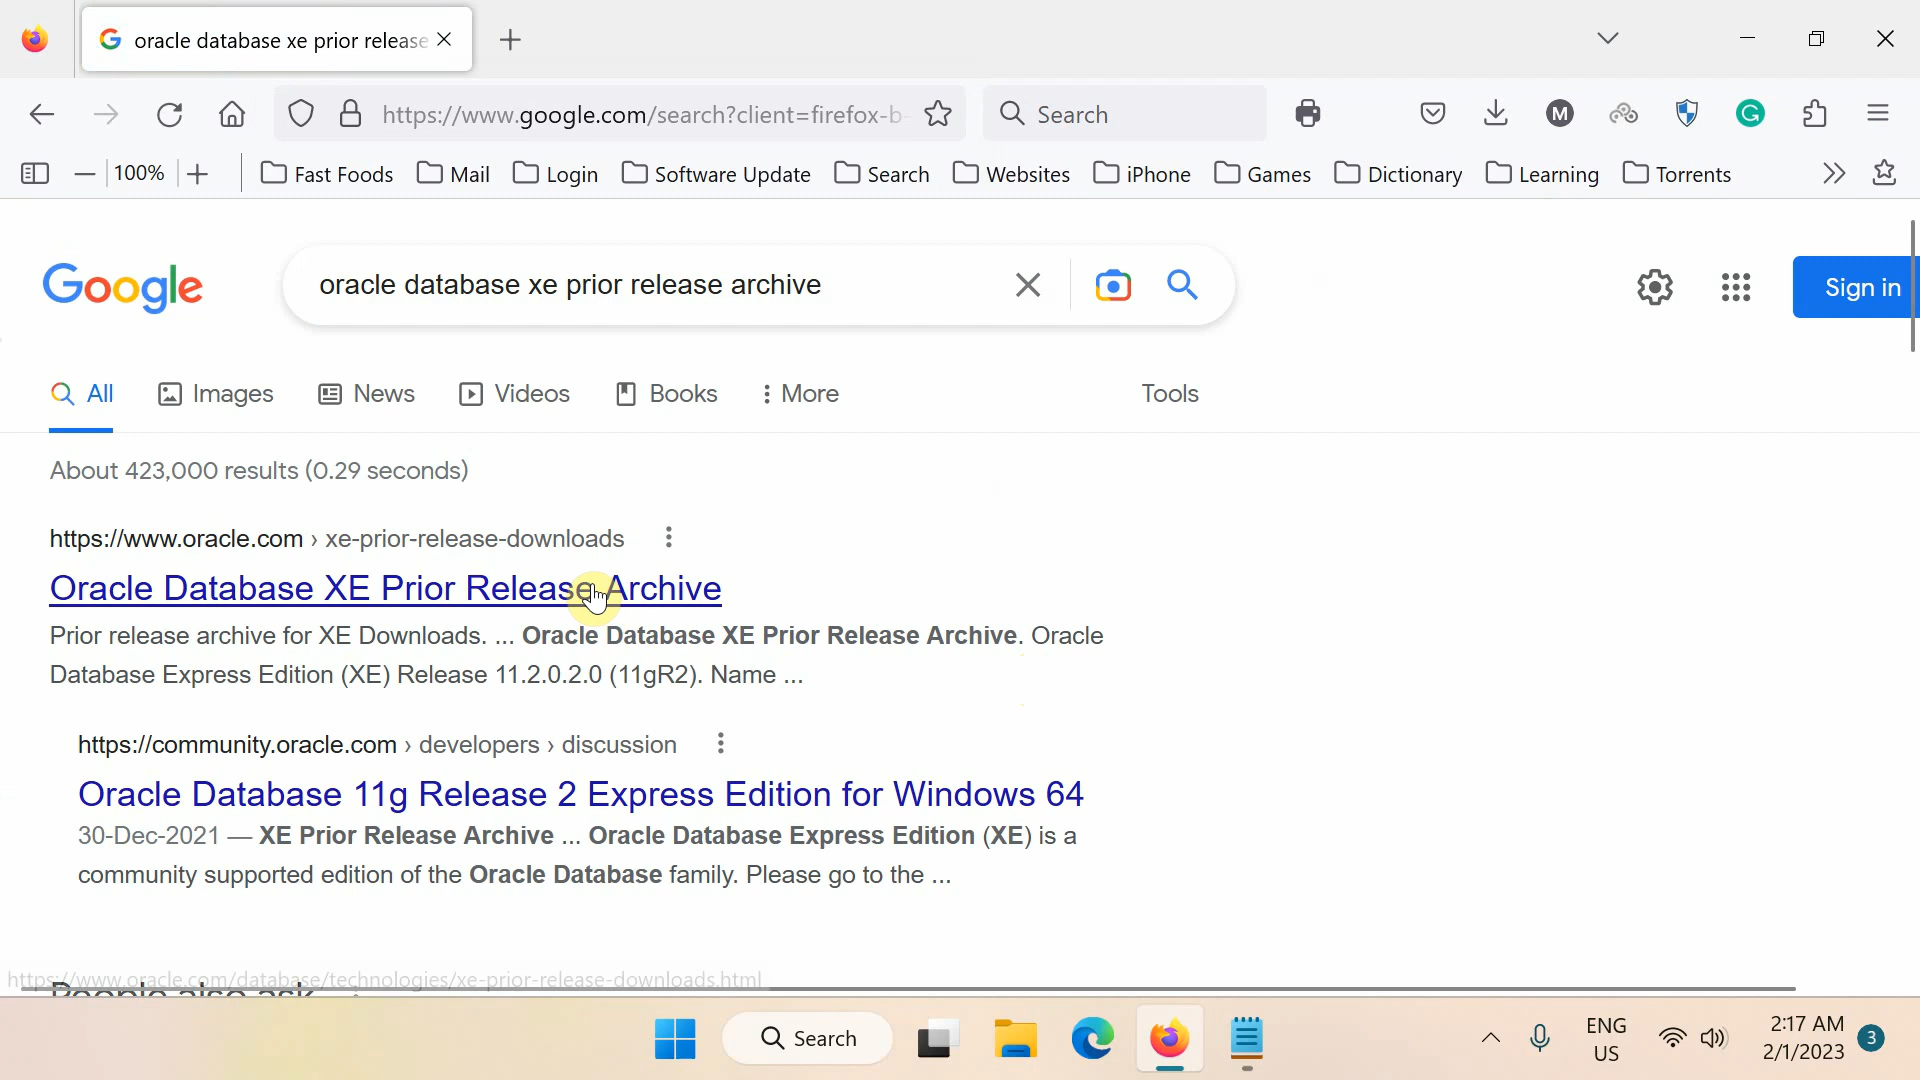 oracle database xe prior release
https://www.google.com/search?client=firefox-b-
Search
M
100%
Fast Foods
Mail
Login
Software Update
Search
Websites
iPhone
Games
Dictionary
Learning
Torrents
Google
oracle database xe prior release archive
Sign in
All
Images
News
Videos
Books
More
Tools
About 423,000 results (0.29 seconds)
https://www.oracle.com › xe-prior-release-downloads
Oracle Database XE Prior Release Archive
Prior release archive for XE Downloads. ... Oracle Database XE Prior Release Archive. Oracle
Database Express Edition (XE) Release 11.2.0.2.0 (11gR2). Name ...
https://community.oracle.com › developers › discussion
Oracle Database 11g Release 2 Express Edition for Windows 64
30-Dec-2021 — XE Prior Release Archive ... Oracle Database Express Edition (XE) is a
community supported edition of the Oracle Database family. Please go to the ...
https://www.oracle.com/database/technologies/xe-prior-release-downloads.html
People also ask
Search
ENG
US
2:17 AM
2/1/2023
3